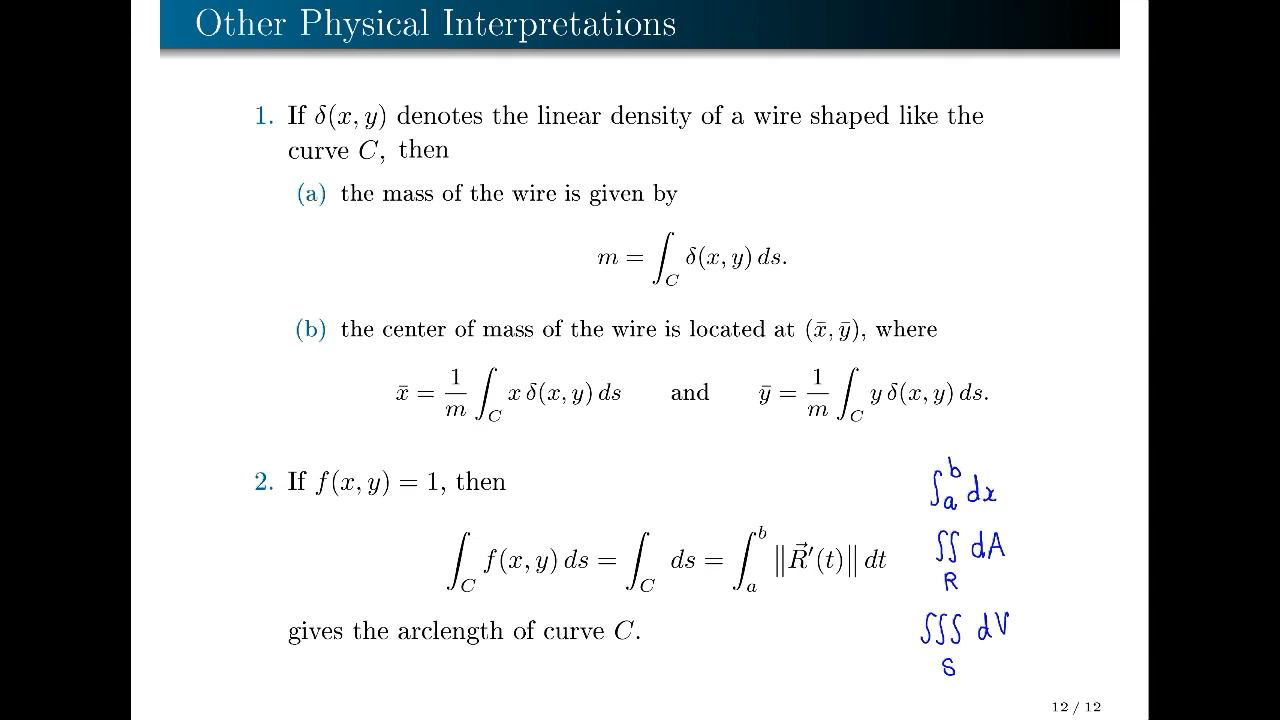 Other Physical Interpretations
1. If δ(x, y) denotes the linear density of a wire shaped like the
curve C, then
(a) the mass of the wire is given by
m = ∫_C δ(x, y) ds.
(b) the center of mass of the wire is located at (x̄, ȳ), where
x̄ = 1/m ∫_C x δ(x, y) ds and ȳ = 1/m ∫_C y δ(x, y) ds.
2. If f(x, y) = 1, then
∫_C f(x, y) ds = ∫_C ds = ∫_a^b ‖R⃗′(t)‖ dt
gives the arclength of curve C.
∫_a^b dx
∬_R dA
∭_S dV
12 / 12